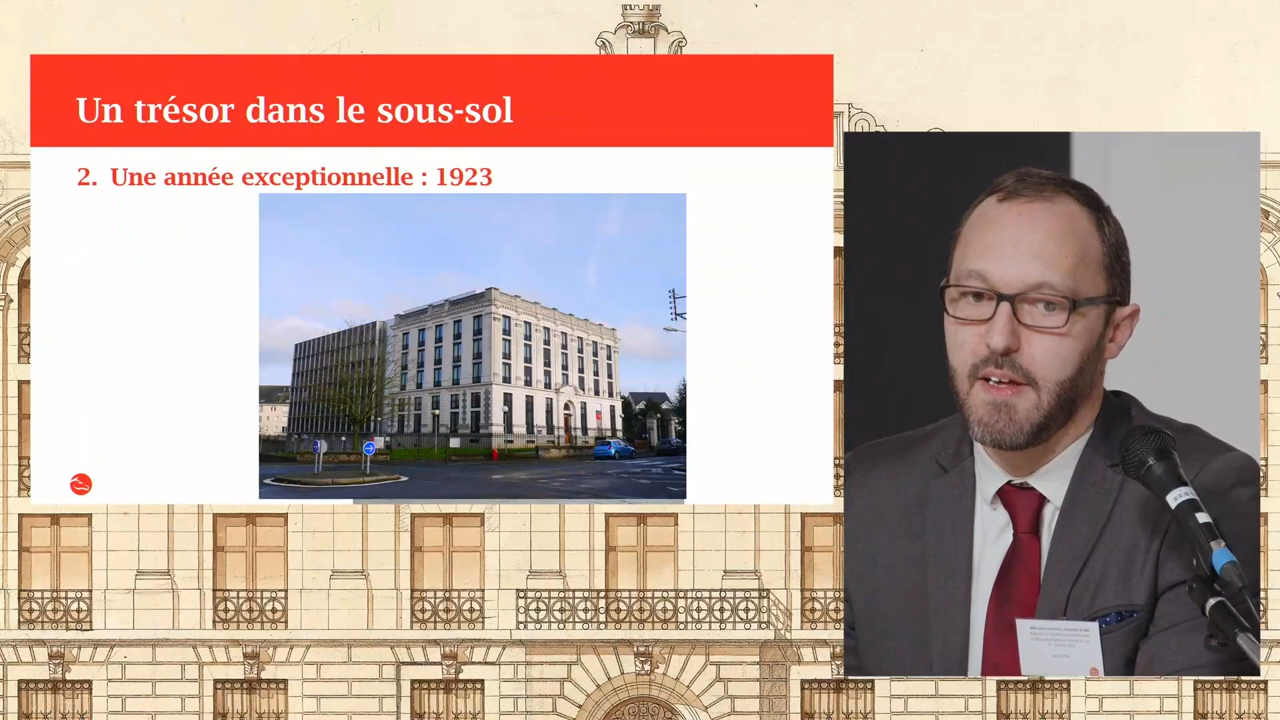 Un trésor dans le sous-sol
2. Une année exceptionnelle : 1923